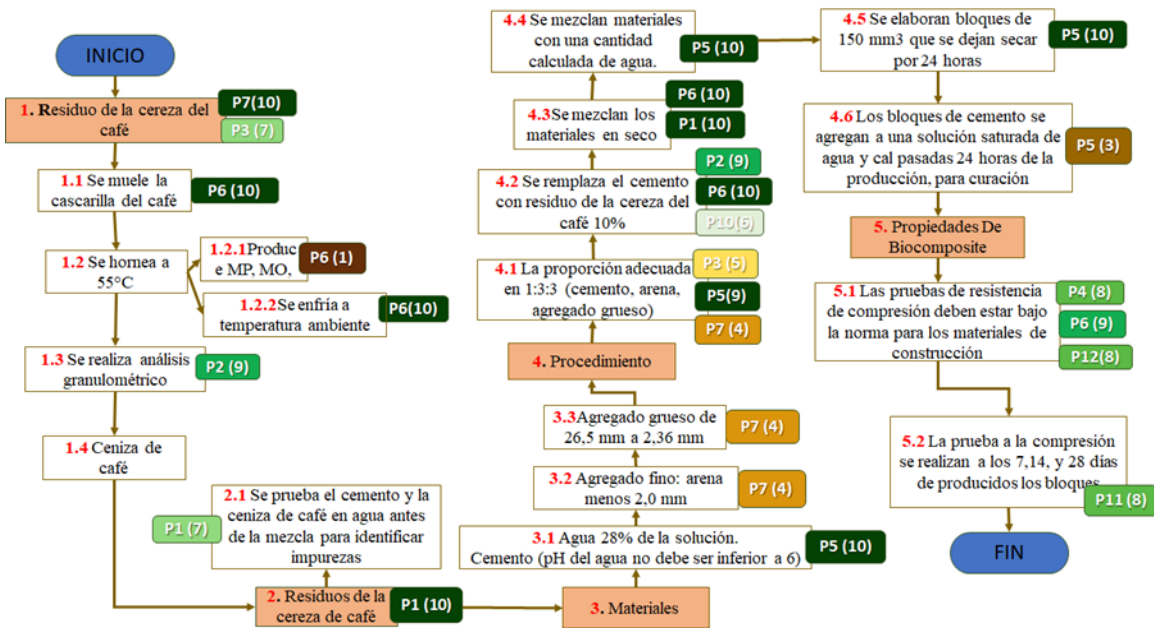 INICIO
1. Residuo de la cereza del
café
P7(10)
P3 (7)
1.1 Se muele la
cascarilla del café
P6 (10)
1.2 Se hornea a
55°C
1.2.1Produc
e MP, MO,
P6 (1)
1.2.2Se enfría a
temperatura ambiente
P6(10)
1.3 Se realiza análisis
granulométrico
P2 (9)
1.4 Ceniza de
café
2.1 Se prueba el cemento y la
ceniza de café en agua antes
de la mezcla para identificar
impurezas
P1 (7)
2. Residuos de la
cereza de café
P1 (10)
3. Materiales
3.1 Agua 28% de la solución.
Cemento (pH del agua no debe ser inferior a 6)
P5 (10)
3.2 Agregado fino: arena
menos 2,0 mm
P7 (4)
3.3Agregado grueso de
26,5 mm a 2,36 mm
P7 (4)
4. Procedimiento
4.1 La proporción adecuada
en 1:3:3 (cemento, arena,
agregado grueso)
P3 (5)
P5(9)
P7 (4)
4.2 Se remplaza el cemento
con residuo de la cereza del
café 10%
P2 (9)
P6 (10)
P10(6)
4.3Se mezclan los
materiales en seco
P6 (10)
P1 (10)
4.4 Se mezclan materiales
con una cantidad
calculada de agua.
P5 (10)
4.5 Se elaboran bloques de
150 mm3 que se dejan secar
por 24 horas
P5 (10)
4.6 Los bloques de cemento se
agregan a una solución saturada de
agua y cal pasadas 24 horas de la
producción, para curación
P5 (3)
5. Propiedades De
Biocomposite
5.1 Las pruebas de resistencia
de compresión deben estar bajo
la norma para los materiales de
construcción
P4 (8)
P6 (9)
P12(8)
5.2 La prueba a la compresión
se realizan a los 7,14, y 28 días
de producidos los bloques
P11 (8)
FIN